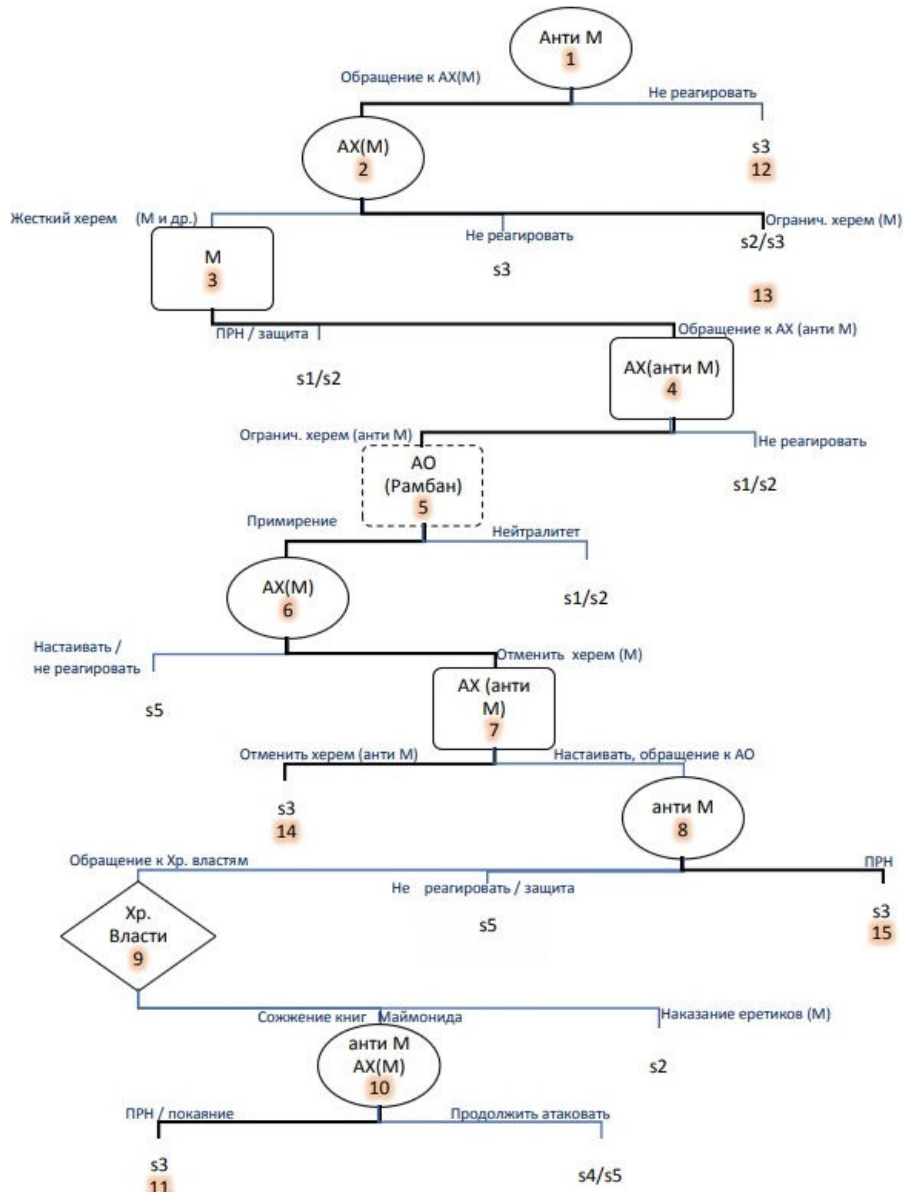 Анти М
1
Обращение к АХ(М)
Не реагировать
АХ(М)
2
s3
12
Жесткий херем (М и др.)
Не реагировать
Огранич. херем (М)
М
3
s3
s2/s3
13
ПРН / защита
Обращение к АХ (анти М)
s1/s2
АХ(анти М)
4
Огранич. херем (анти М)
Не реагировать
АО
(Рамбан)
5
s1/s2
Примирение
Нейтралитет
АХ(М)
6
s1/s2
Настаивать /
не реагировать
Отменить херем (М)
s5
АХ (анти
М)
7
Отменить херем (анти М)
Настаивать, обращение к АО
s3
14
анти М
8
Обращение к Хр. властям
Не реагировать / защита
ПРН
Хр.
Власти
9
s5
s3
15
Сожжение книг Маймонида
Наказание еретиков (М)
анти М
АХ(М)
10
s2
ПРН / покаяние
Продолжить атаковать
s3
11
s4/s5